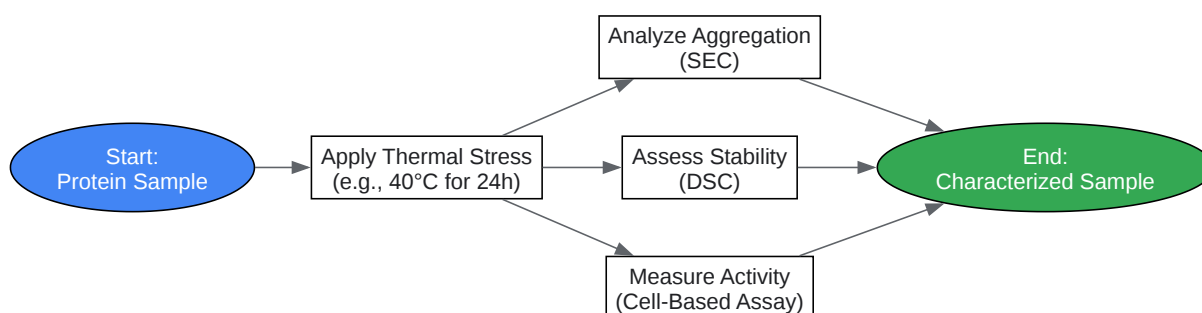 Start:
Protein Sample
Apply Thermal Stress
(e.g., 40°C for 24h)
Analyze Aggregation
(SEC)
Assess Stability
(DSC)
Measure Activity
(Cell-Based Assay)
End:
Characterized Sample